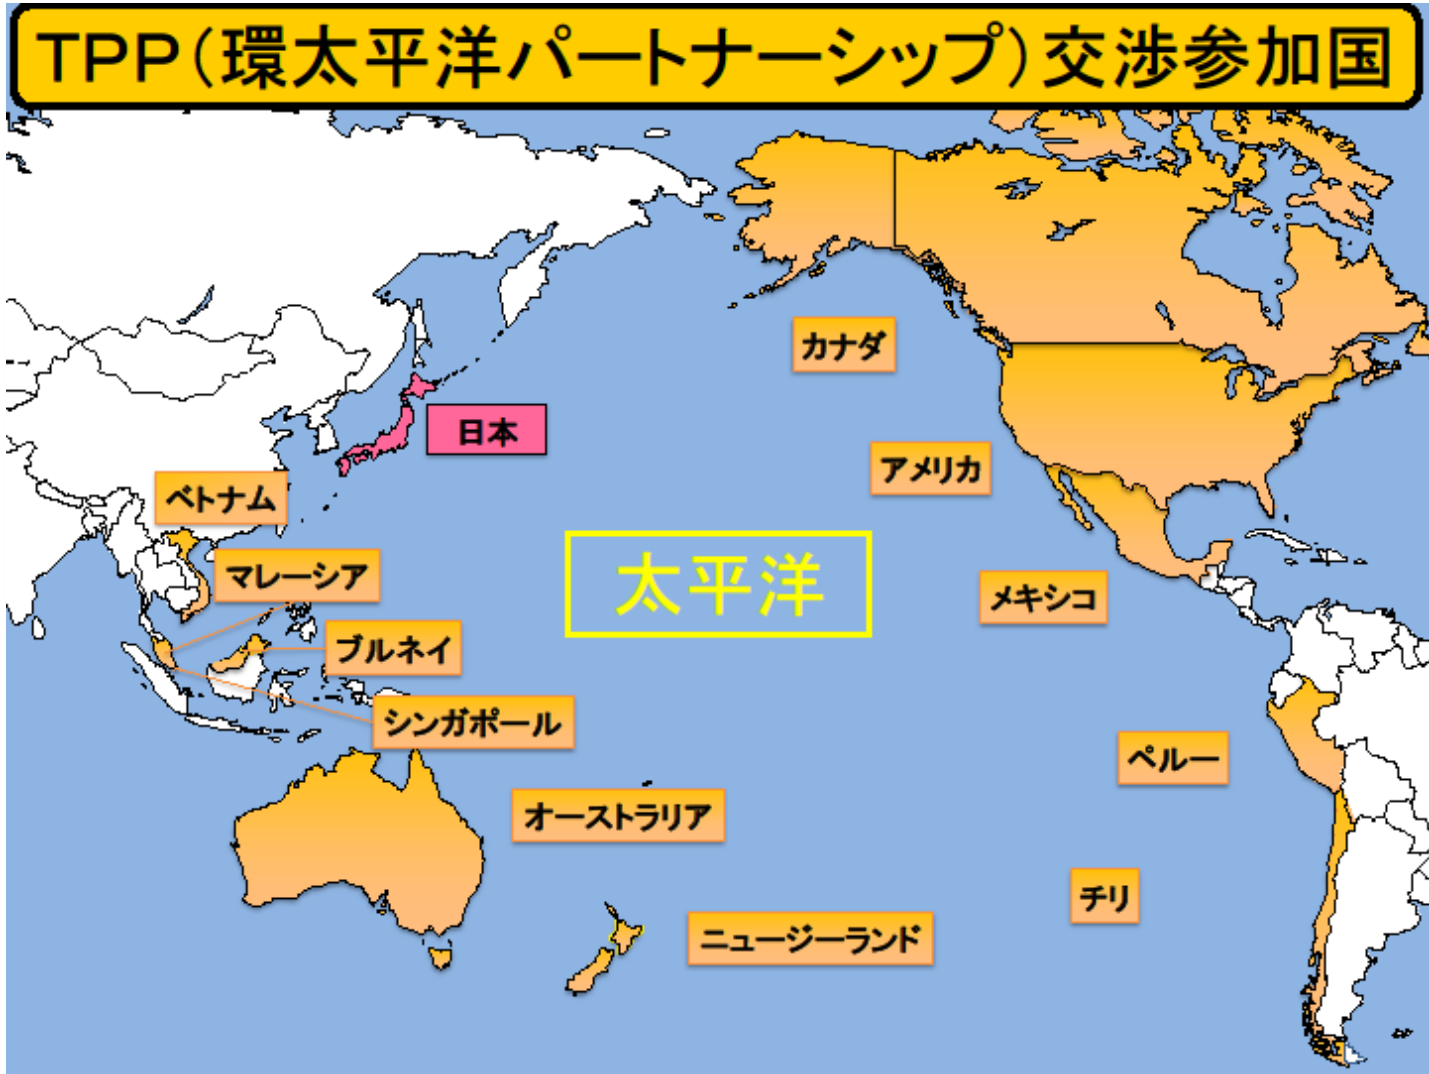 TPP(環太平洋パートナーシップ)交渉参加国
カナダ
日本
アメリカ
ベトナム
マレーシア
太平洋
メキシコ
ブルネイ
シンガポール
ペルー
オーストラリア
チリ
ニュージーランド